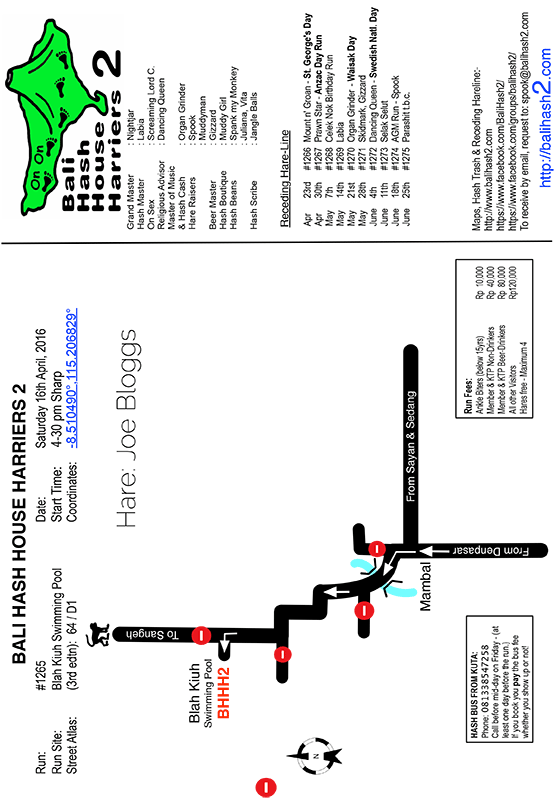 BALI HASH HOUSE HARRIERS 2
Run: #1265
Run Site: Blah Kiuh Swimming Pool
Street Atlas: (3rd edtn): 64 / D1
Date: Saturday 16th April, 2016
Start Time: 4-30 pm Sharp
Coordinates: -8.510490°,115.206829°
Hare: Joe Bloggs
To Sangeh
Blah Kiuh
Swimming Pool
BHHH2
N
Mambal
From Denpasar
From Sayan & Sedang
HASH BUS FROM KUTA:
Phone: 081338547258
Call before mid-day on Friday - (at
least one day before the run.)
If you book you pay the bus fee
whether you show up or not!
Run Fees:
Ankle Biters (below 15yrs) Rp 10,000
Member & KTP Non-Drinkers Rp 40,000
Member & KTP Beer-Drinkers Rp 80,000
All other Visitors Rp120,000
Hares free - Maximum 4
On On
Bali
Hash
House
Harriers 2
Grand Master : Nightjar
Hash Master : Labia
On Sex : Screaming Lord C.
Religious Advisor : Dancing Queen
Master of Music
& Hash Cash : Organ Grinder
Hare Raisers : Spook
: Muddyman
Beer Master : Gizzard
Hash Boutique : Muddy Girl
Hash Beans : Spank my Monkey
: Juliana, Vita
Hash Scribe : Jangle Balls
Receding Hare-Line
Apr 23rd #1266 Mount n' Groan - St. George's Day
Apr 30th #1267 Prawn Star - Anzac Day Run
May 7th #1268 Celek Nok Birthday Run
May 14th #1269 Labia
May 21st #1270 Organ Grinder - Waisak Day
May 28th #1271 Skidmark, Gizzard
June 4th #1272 Dancing Queen - Swedish Natl. Day
June 11th #1273 Selak Selut
June 18th #1274 AGM Run - Spook
June 25th #1275 Parashit t.b.c.
Maps, Hash Trash & Receding Hareline:-
http://www.balihash2.com
https://www.facebook.com/BaliHash2/
https://www.facebook.com/groups/balihash2/
To receive by email, request to: spook@balihash2.com
http://balihash2.com